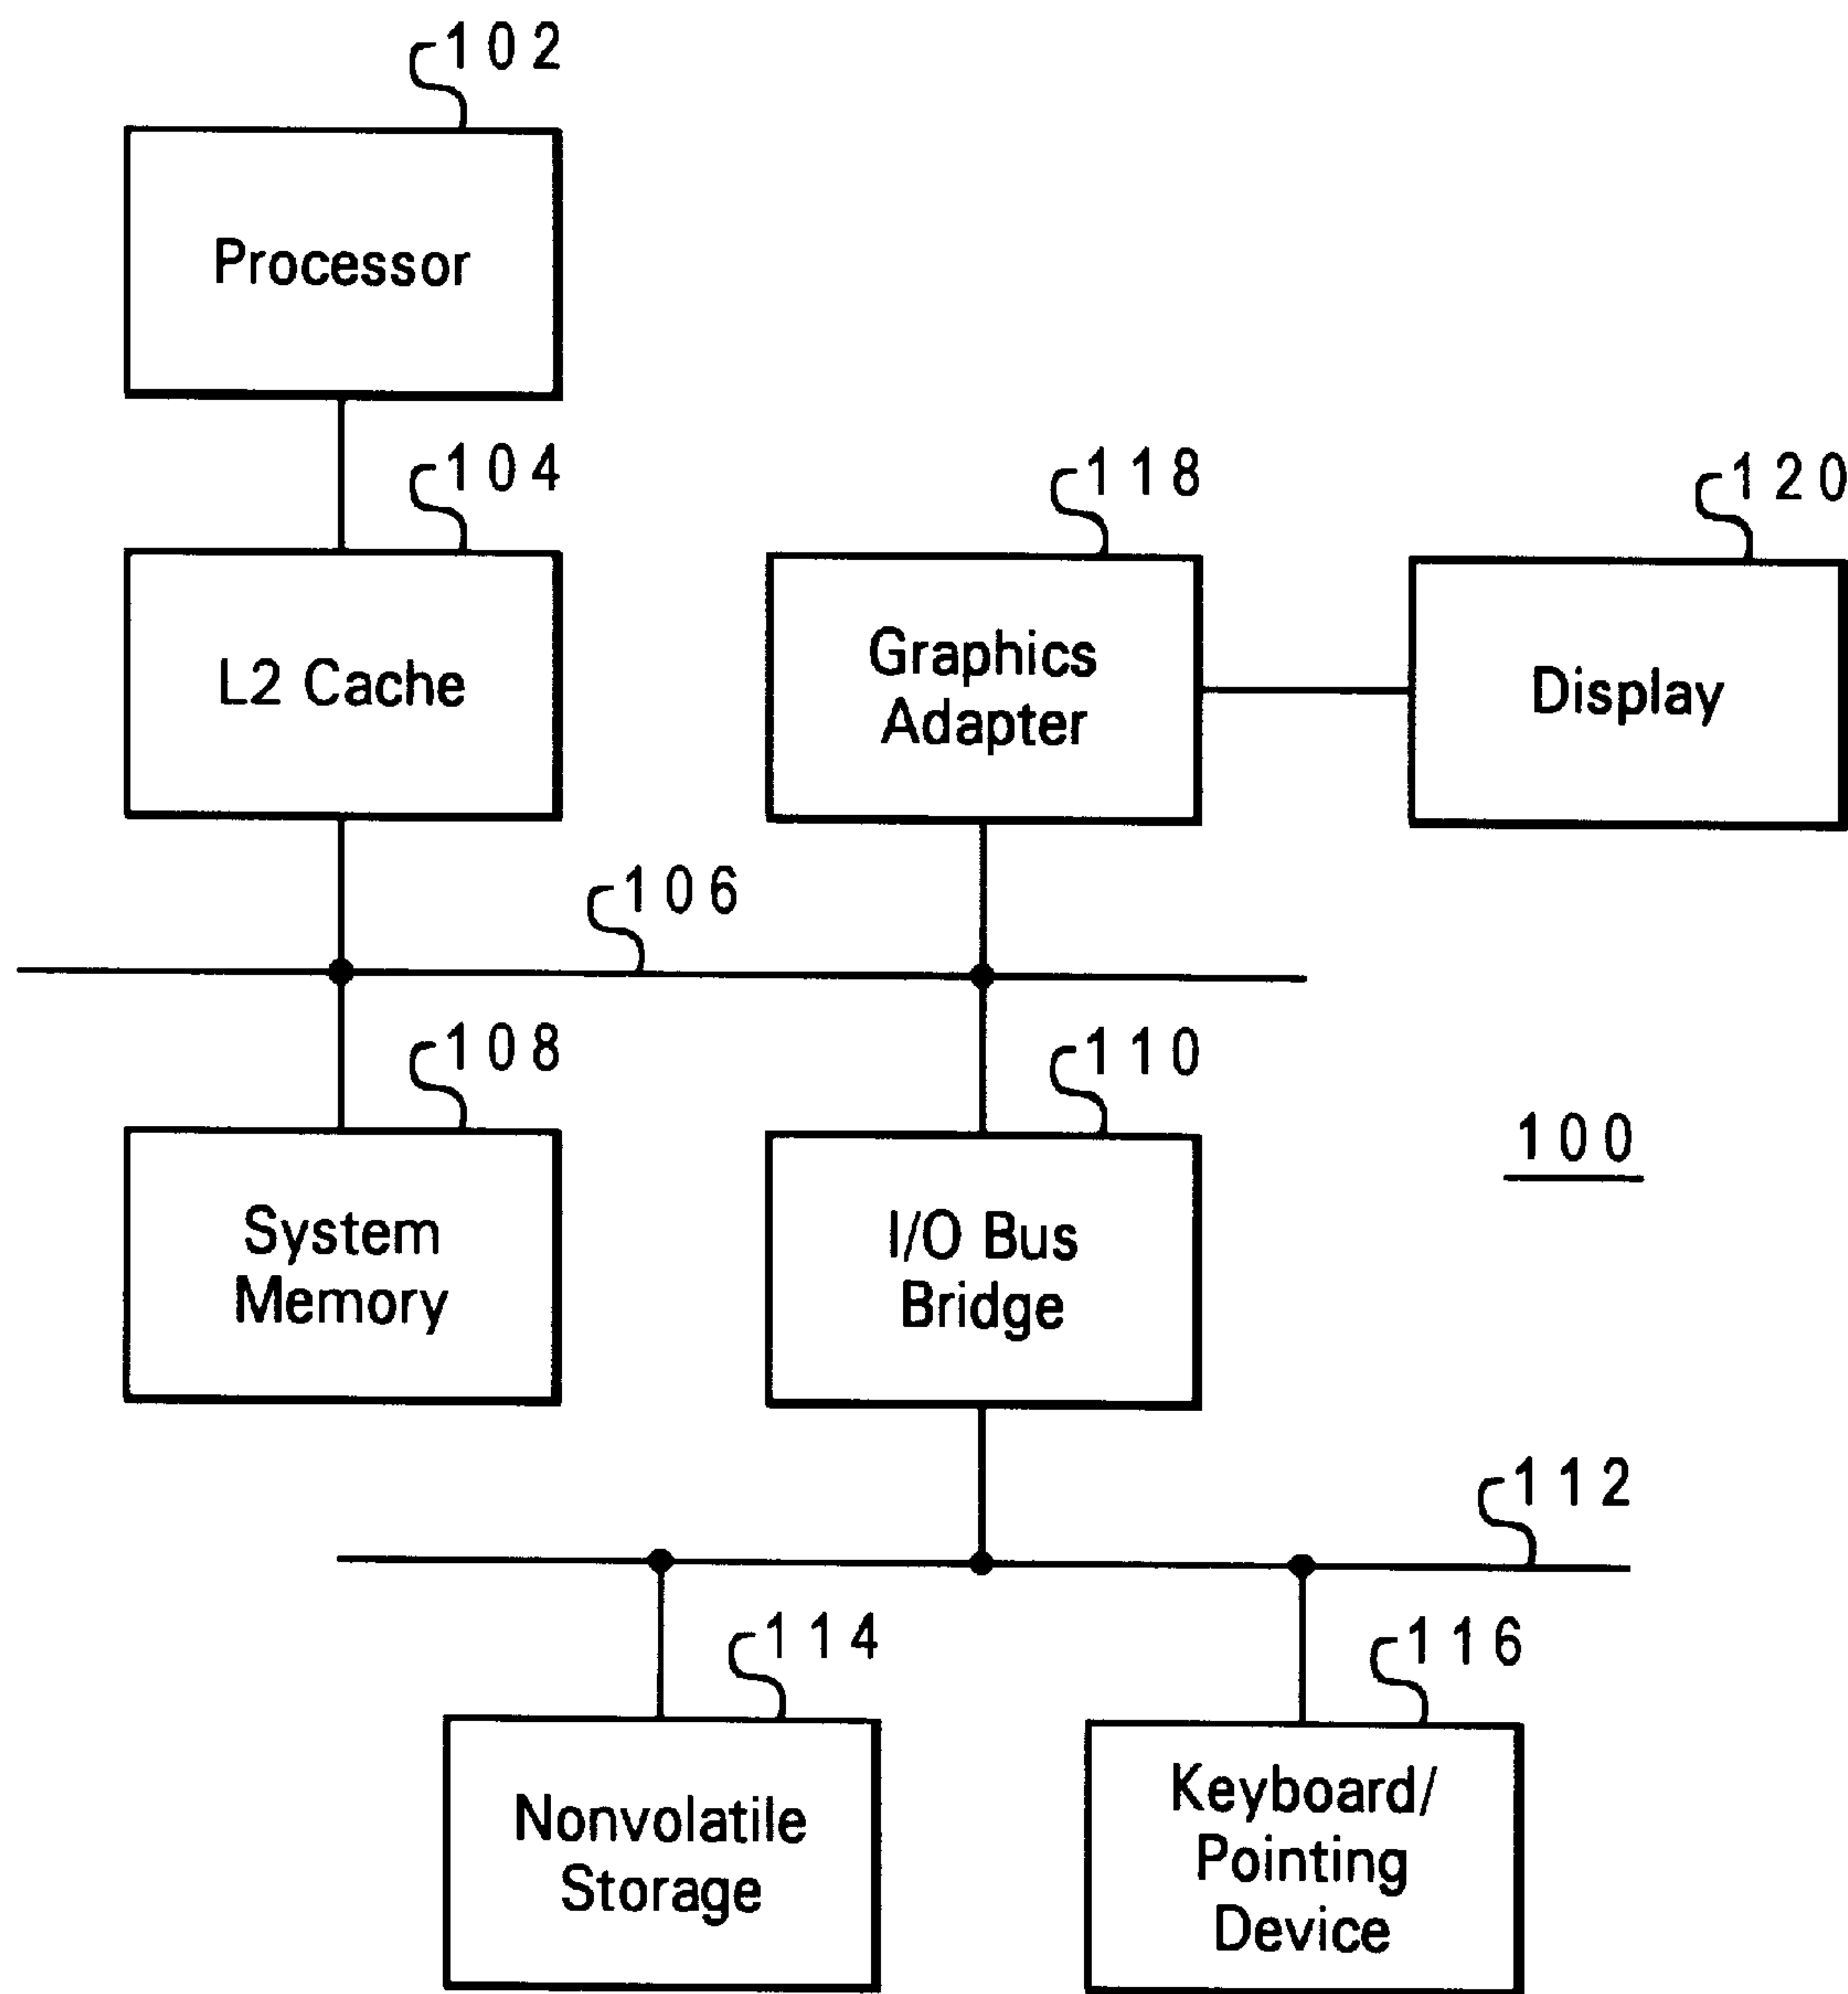 102
Processor
104
L2 Cache
118
Graphics
Adapter
120
Display
106
108
System
Memory
110
I/O Bus
Bridge
100
112
114
Nonvolatile
Storage
116
Keyboard/
Pointing
Device